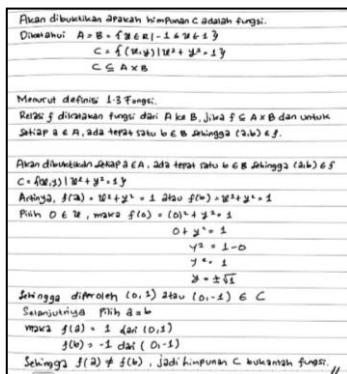 Akan dibuktikan apakah himpunan C adalah fungsi.
Diketahui A = B = {x ∈ R | -1 ≤ x ≤ 1}
C = {(x,y) | x² + y² = 1}
C ⊆ A × B
Menurut definisi 1.3 Fungsi.
Relasi f dikatakan fungsi dari A ke B, jika f ⊆ A × B dan untuk
setiap a ∈ A, ada tepat satu b ∈ B sehingga (a,b) ∈ f.
Akan dibuktikan setiap a ∈ A, ada tepat satu b ∈ B sehingga (a,b) ∈ f
C = {(x,y) | x² + y² = 1}
Artinya, f(a) = x² + y² = 1 atau f(b) = x² + y² = 1
Pilih 0 ∈ x, maka f(0) = (0)² + y² = 1
0 + y² = 1
y² = 1 - 0
y² = 1
y = ±√1
Sehingga diperoleh (0,1) atau (0,-1) ∈ C
Selanjutnya pilih a = b
maka f(a) = 1 dari (0,1)
f(b) = -1 dari (0,-1)
Sehingga f(a) ≠ f(b), jadi himpunan C bukanlah fungsi. //